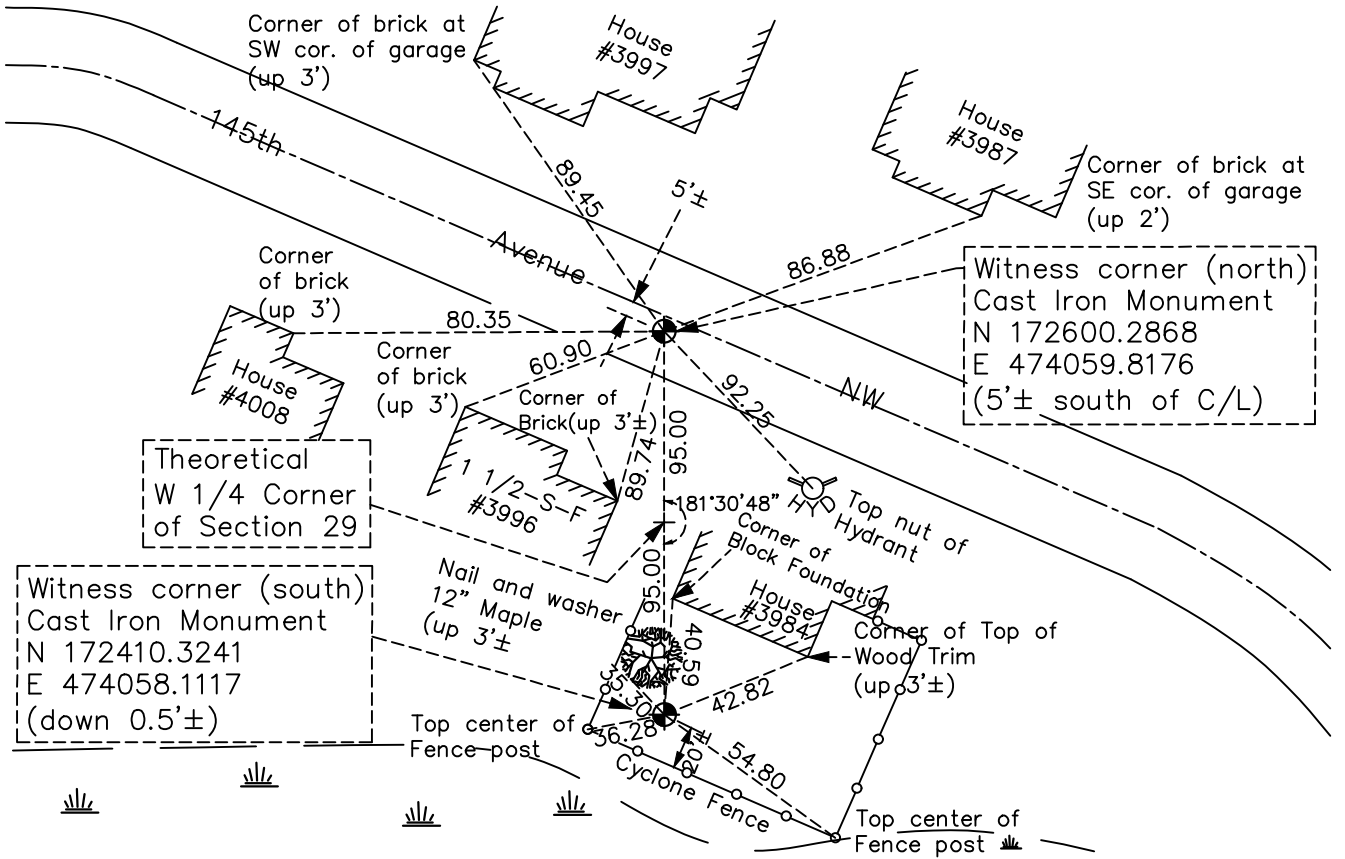 Corner of brick at
SW cor. of garage
(up 3')
House
#3997
House
#3987
Corner of brick at
SE cor. of garage
(up 2')
145th
Avenue
NW
89.45
5'±
86.88
Witness corner (north)
Cast Iron Monument
N 172600.2868
E 474059.8176
(5'± south of C/L)
Corner
of brick
(up 3')
80.35
House
#4008
Corner
of brick
(up 3')
60.90
Corner of
Brick(up 3'±)
92.25
89.74
95.00
1 1/2-S-F
#3996
Theoretical
W 1/4 Corner
of Section 29
181°30'48"
HYD
Top nut of
Hydrant
Corner of
Block Foundation
House
#3984
Nail and washer
12" Maple
(up 3'±
95.00
Witness corner (south)
Cast Iron Monument
N 172410.3241
E 474058.1117
(down 0.5'±)
40.59
Corner of Top of
Wood Trim
(up 3'±)
35.30
42.82
36.28
Top center of
Fence post
20'±
54.80
Cyclone Fence
Top center of
Fence post